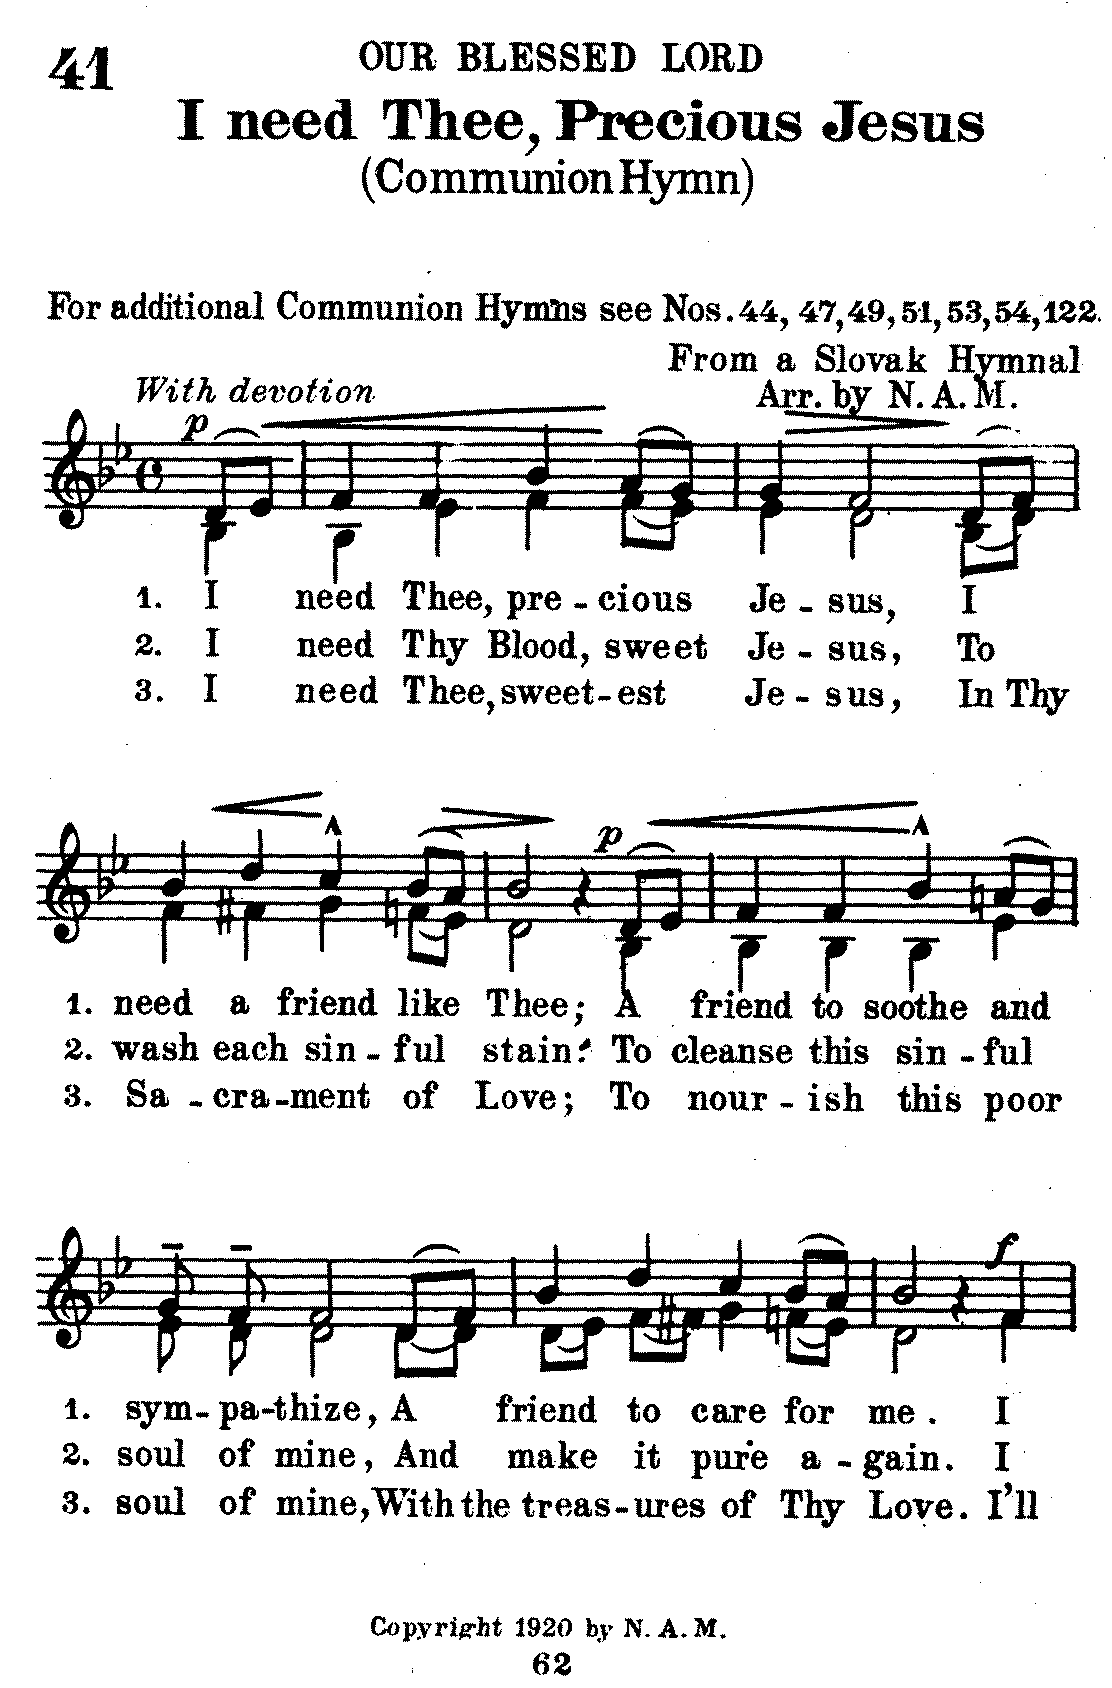 41
OUR BLESSED LORD
I need Thee, Precious Jesus
(Communion Hymn)
For additional Communion Hymns see Nos. 44, 47, 49, 51, 53, 54, 122.
From a Slovak Hymnal
With devotion
Arr. by N. A. M.
p
1. I need Thee, pre - cious Je - sus, I
2. I need Thy Blood, sweet Je - sus, To
3. I need Thee, sweet - est Je - sus, In Thy
p
1. need a friend like Thee; A friend to soothe and
2. wash each sin - ful stain: To cleanse this sin - ful
3. Sa - cra - ment of Love; To nour - ish this poor
f
1. sym - pa - thize, A friend to care for me. I
2. soul of mine, And make it pure a - gain. I
3. soul of mine, With the treas - ures of Thy Love. I'll
Copyright 1920 by N. A. M.
62